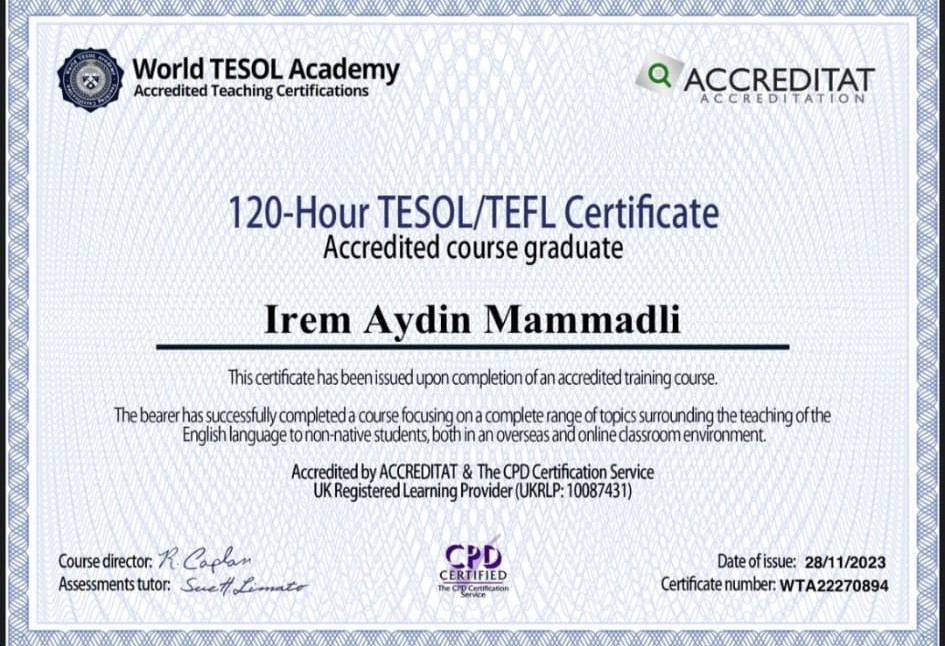 World TESOL Academy
Accredited Teaching Certifications
ACCREDITAT
ACCREDITATION
120-Hour TESOL/TEFL Certificate
Accredited course graduate
Irem Aydin Mammadli
This certificate has been issued upon completion of an accredited training course.
The bearer has successfully completed a course focusing on a complete range of topics surrounding the teaching of the
English language to non-native students, both in an overseas and online classroom environment.
Accredited by ACCREDITAT & The CPD Certification Service
UK Registered Learning Provider (UKRLP: 10087431)
Course director: R. Caplan
Assessments tutor:
CPD
CERTIFIED
The CPD Certification
Service
Date of issue: 28/11/2023
Certificate number: WTA22270894